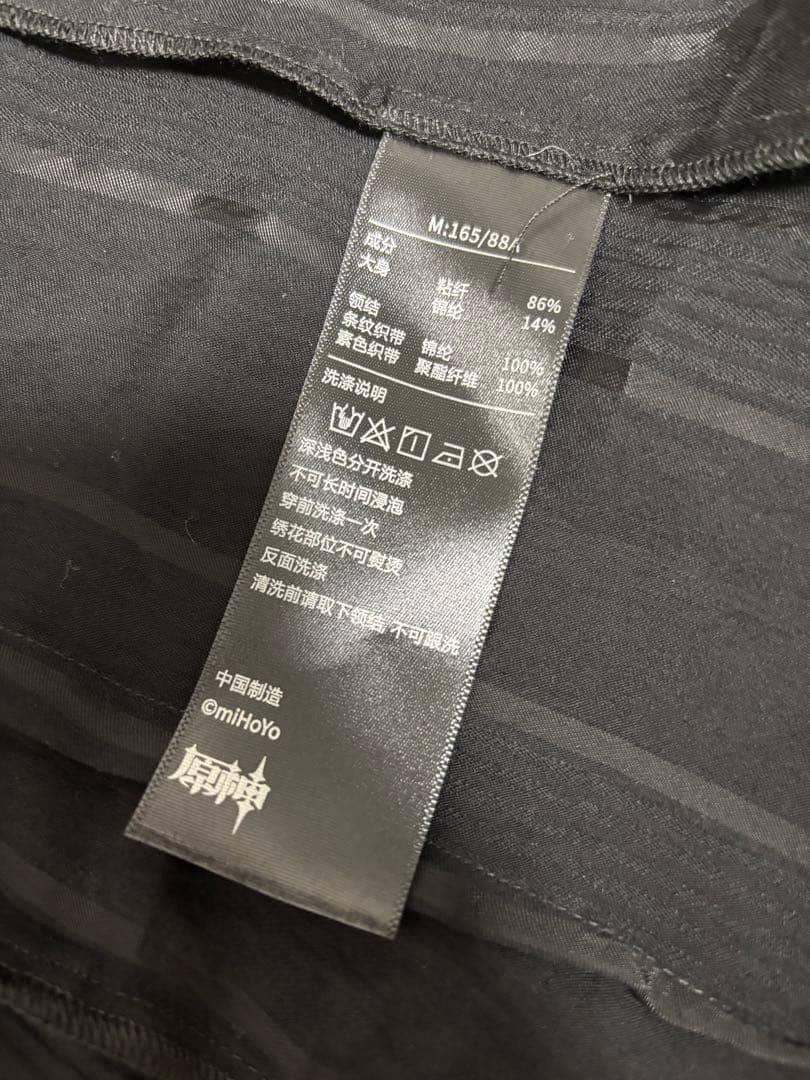 M:165/88A
成分
大身
粘纤 86%
锦纶 14%
领结
条纹织带 锦纶 100%
素色织带 聚酯纤维 100%
洗涤说明
深浅色分开洗涤
不可长时间浸泡
穿前洗涤一次
绣花部位不可熨烫
反面洗涤
清洗前请取下领结 不可跟洗
中国制造
©miHoYo
原神